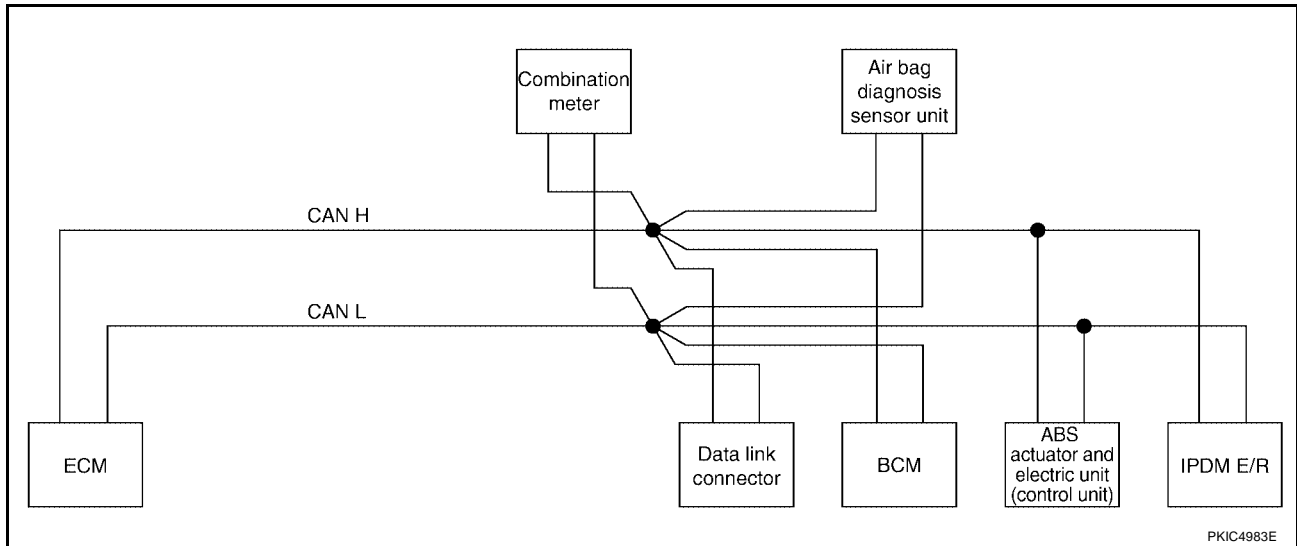 Combination
meter
Air bag
diagnosis
sensor unit
CAN H
CAN L
ECM
Data link
connector
BCM
ABS
actuator and
electric unit
(control unit)
IPDM E/R
PKIC4983E